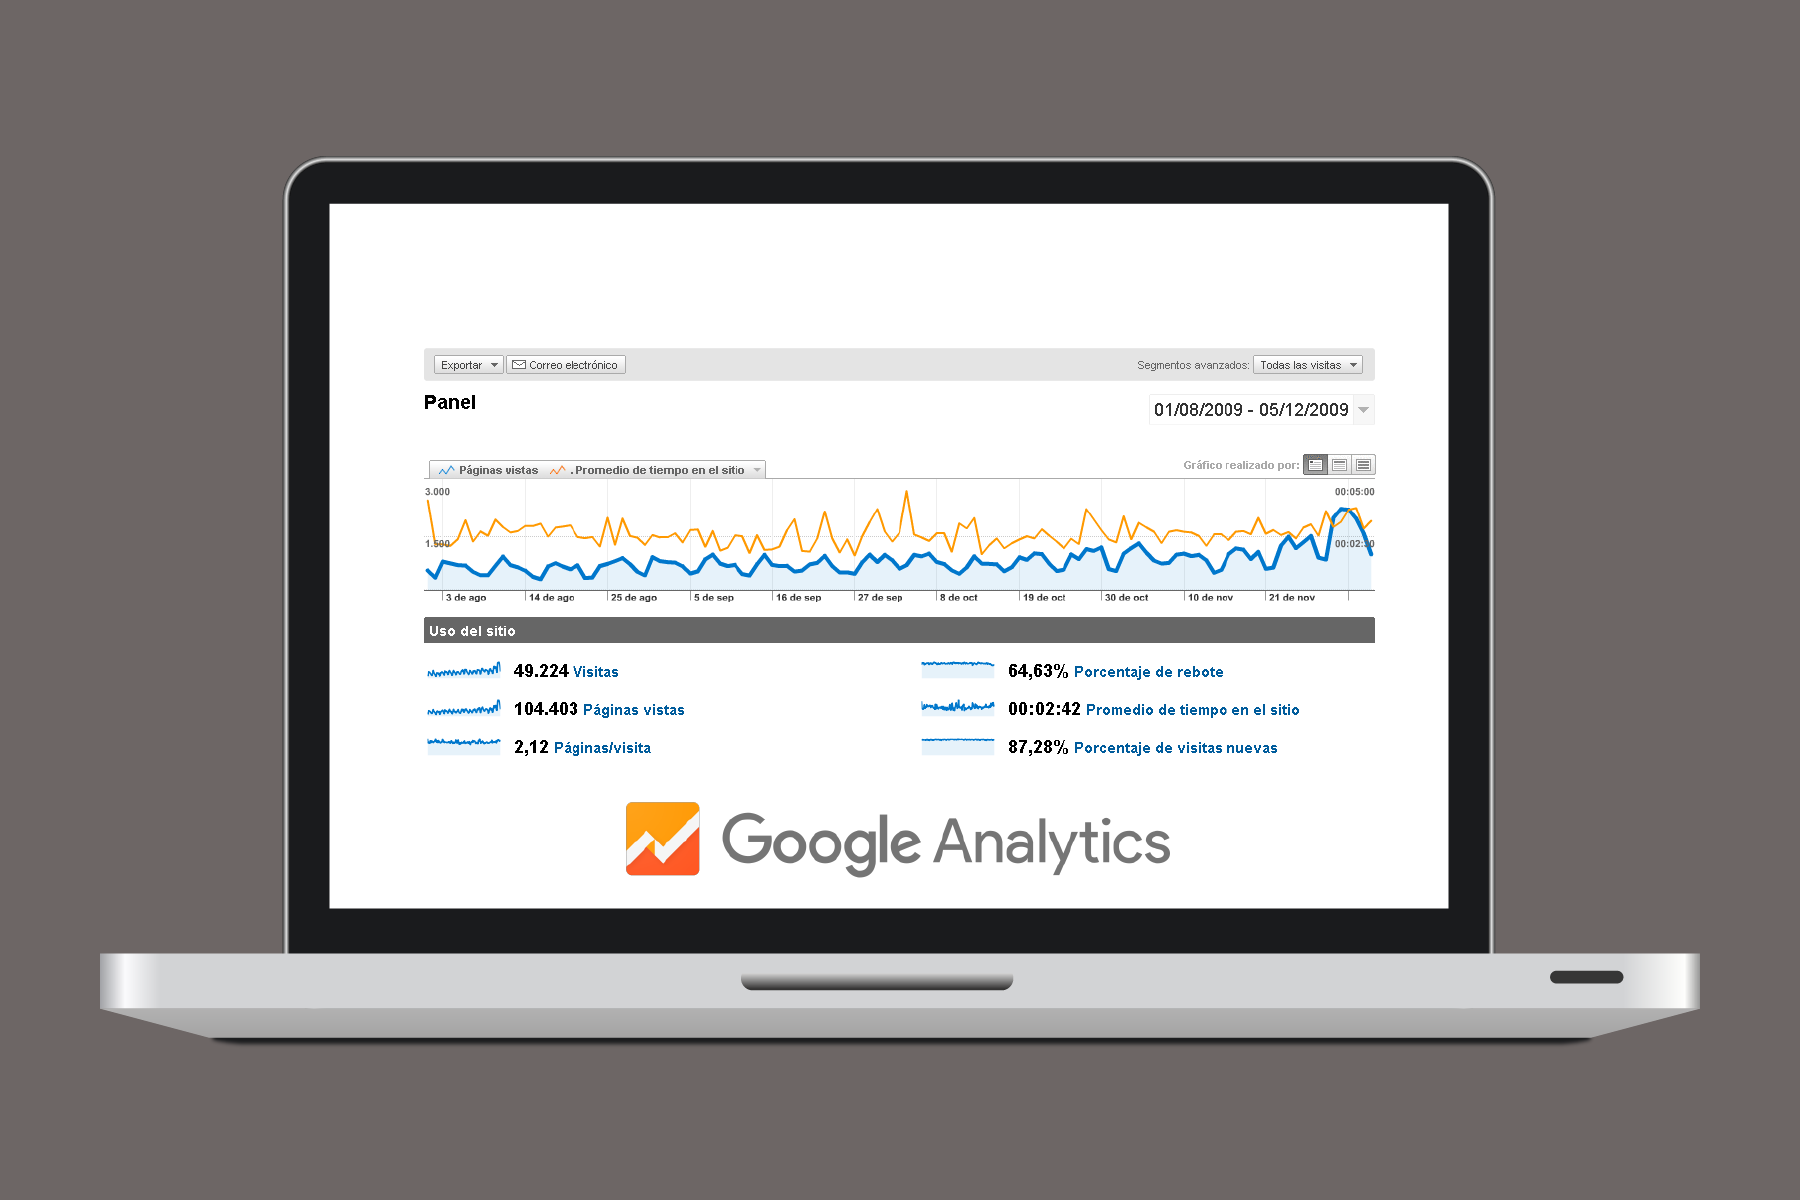 Exportar Correo electrónico Segmentos avanzados: Todas las visitas
Panel
01/08/2009 - 05/12/2009
Páginas vistas . Promedio de tiempo en el sitio Gráfico realizado por:
3.000 00:05:00
1.500 00:02:30
3 de ago 14 de ago 25 de ago 5 de sep 16 de sep 27 de sep 8 de oct 19 de oct 30 de oct 10 de nov 21 de nov
Uso del sitio
49.224 Visitas 64,63% Porcentaje de rebote
104.403 Páginas vistas 00:02:42 Promedio de tiempo en el sitio
2,12 Páginas/visita 87,28% Porcentaje de visitas nuevas
Google Analytics